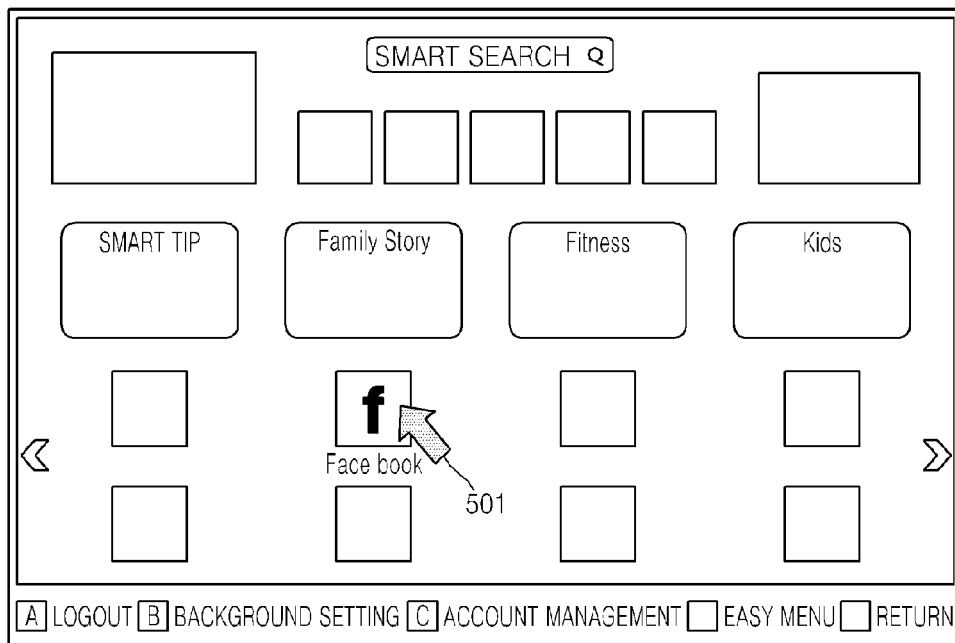 SMART SEARCH
SMART TIP Family Story Fitness Kids
f
Face book
501
A LOGOUT B BACKGROUND SETTING C ACCOUNT MANAGEMENT EASY MENU RETURN